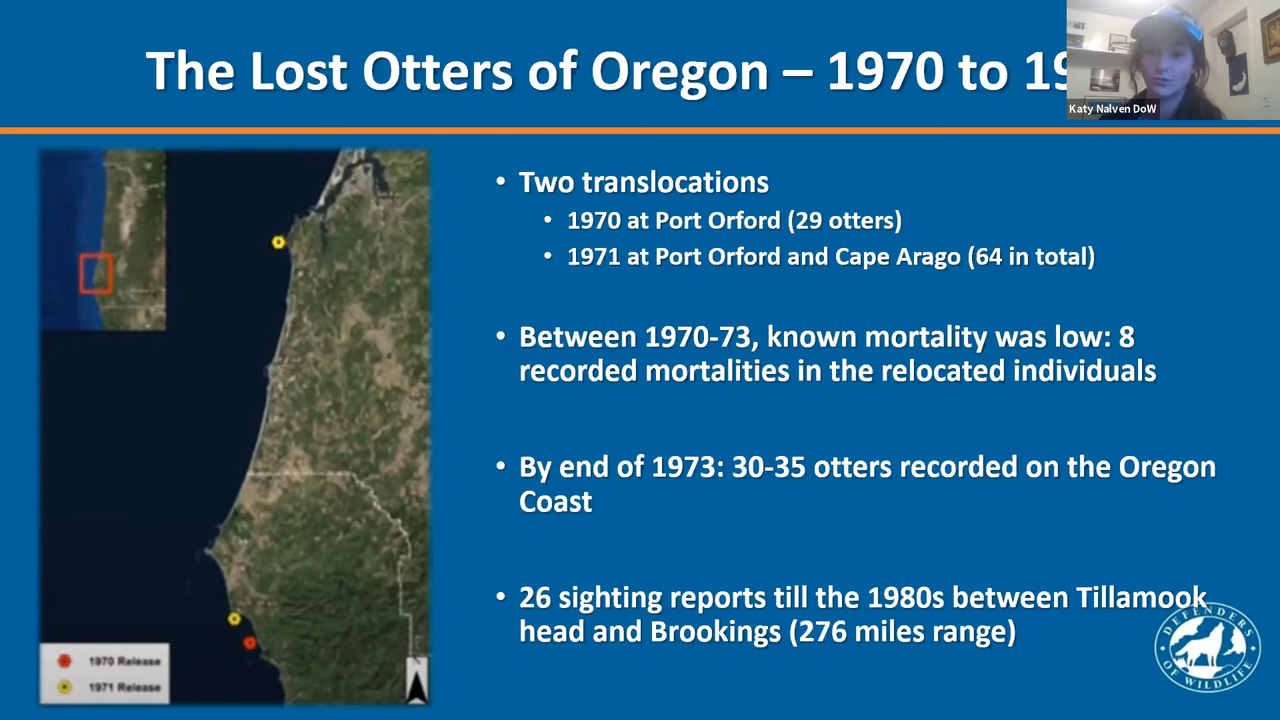 The Lost Otters of Oregon – 1970 to 19
Katy Nalven DoW
• Two translocations
• 1970 at Port Orford (29 otters)
• 1971 at Port Orford and Cape Arago (64 in total)
• Between 1970-73, known mortality was low: 8
recorded mortalities in the relocated individuals
• By end of 1973: 30-35 otters recorded on the Oregon
Coast
• 26 sighting reports till the 1980s between Tillamook
head and Brookings (276 miles range)
1970 Release
1971 Release
DEFENDERS
OF WILDLIFE